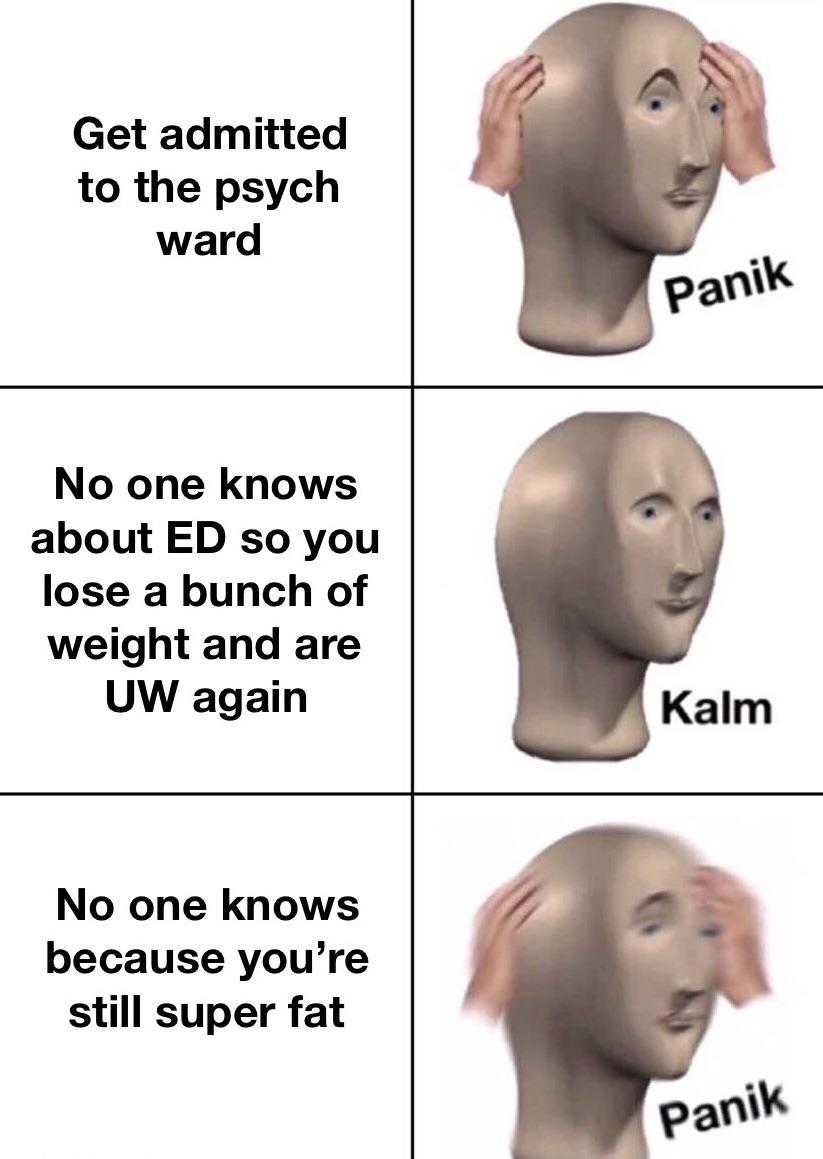 Get admitted
to the psych
ward
Panik
No one knows
about ED so you
lose a bunch of
weight and are
UW again
Kalm
No one knows
because you’re
still super fat
Panik